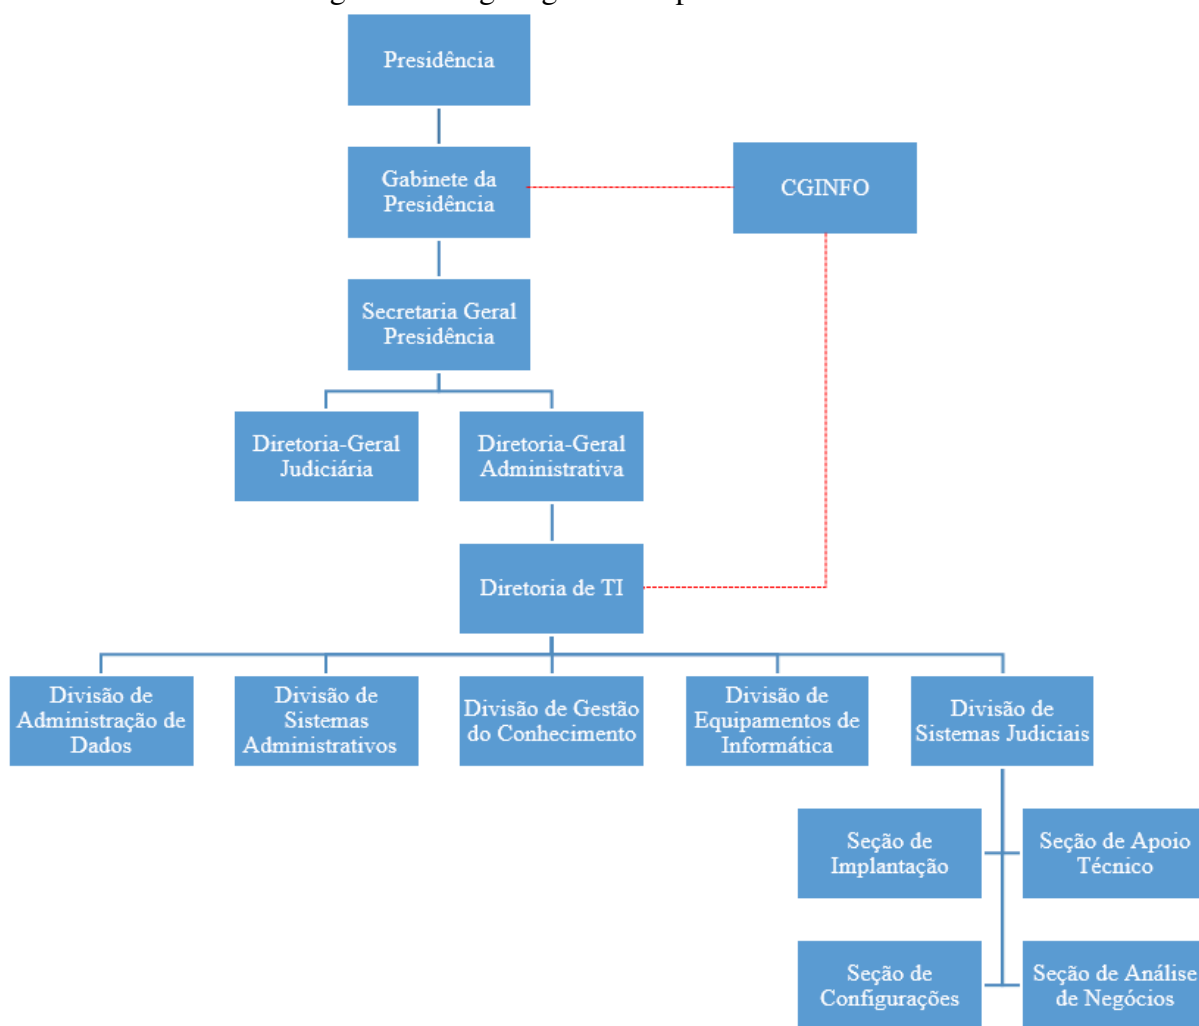 Presidência
Gabinete da
Presidência
CGINFO
Secretaria Geral
Presidência
Diretoria-Geral
Judiciária
Diretoria-Geral
Administrativa
Diretoria de TI
Divisão de
Administração de
Dados
Divisão de
Sistemas
Administrativos
Divisão de Gestão
do Conhecimento
Divisão de
Equipamentos de
Informática
Divisão de
Sistemas Judiciais
Seção de
Implantação
Seção de Apoio
Técnico
Seção de
Configurações
Seção de Análise
de Negócios